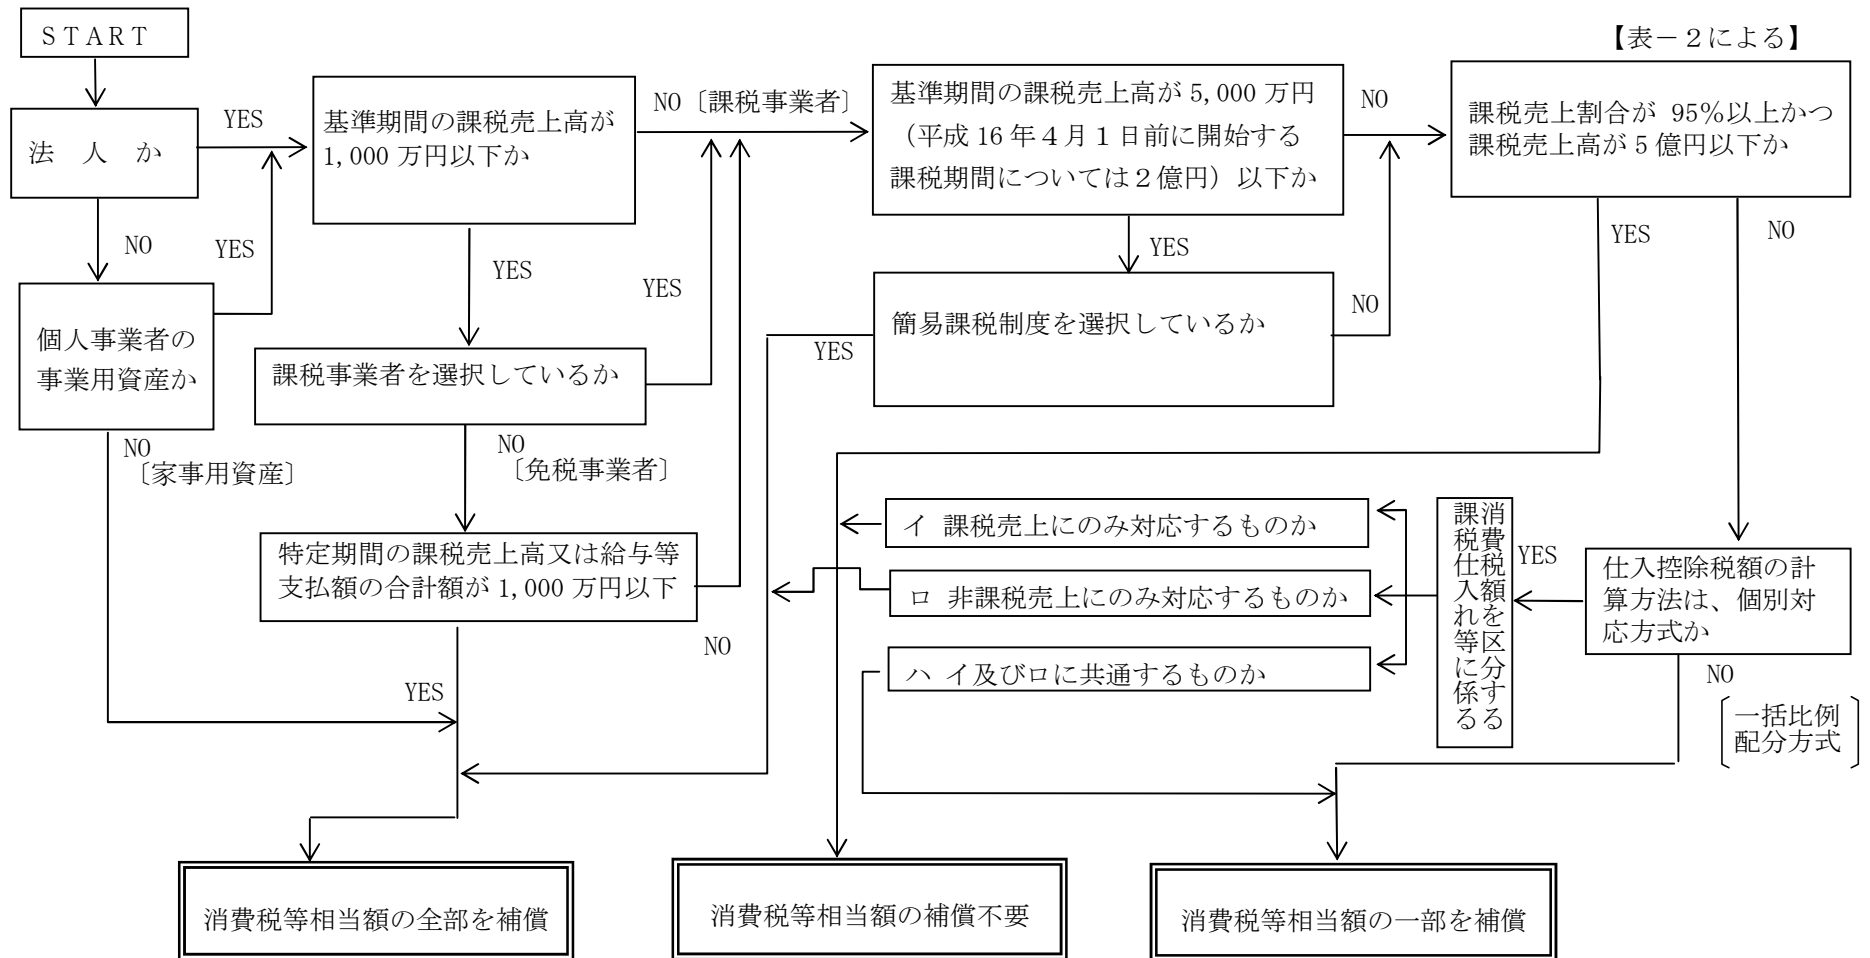 START
【表－２による】
法　人　か
YES
NO
基準期間の課税売上高が
1,000 万円以下か
NO〔課税事業者〕
基準期間の課税売上高が 5,000 万円
（平成 16 年４月１日前に開始する
課税期間については２億円）以下か
NO
課税売上割合が 95％以上かつ
課税売上高が 5 億円以下か
YES
YES
YES
YES
YES
NO
個人事業者の
事業用資産か
課税事業者を選択しているか
簡易課税制度を選択しているか
YES
NO
NO
〔家事用資産〕
NO
〔免税事業者〕
特定期間の課税売上高又は給与等
支払額の合計額が 1,000 万円以下
NO
YES
イ 課税売上にのみ対応するものか
ロ 非課税売上にのみ対応するものか
ハ イ及びロに共通するものか
消費税額を区分する
課税仕入れ等に係る
YES
仕入控除税額の計
算方法は、個別対
応方式か
NO
一括比例
配分方式
消費税等相当額の全部を補償
消費税等相当額の補償不要
消費税等相当額の一部を補償